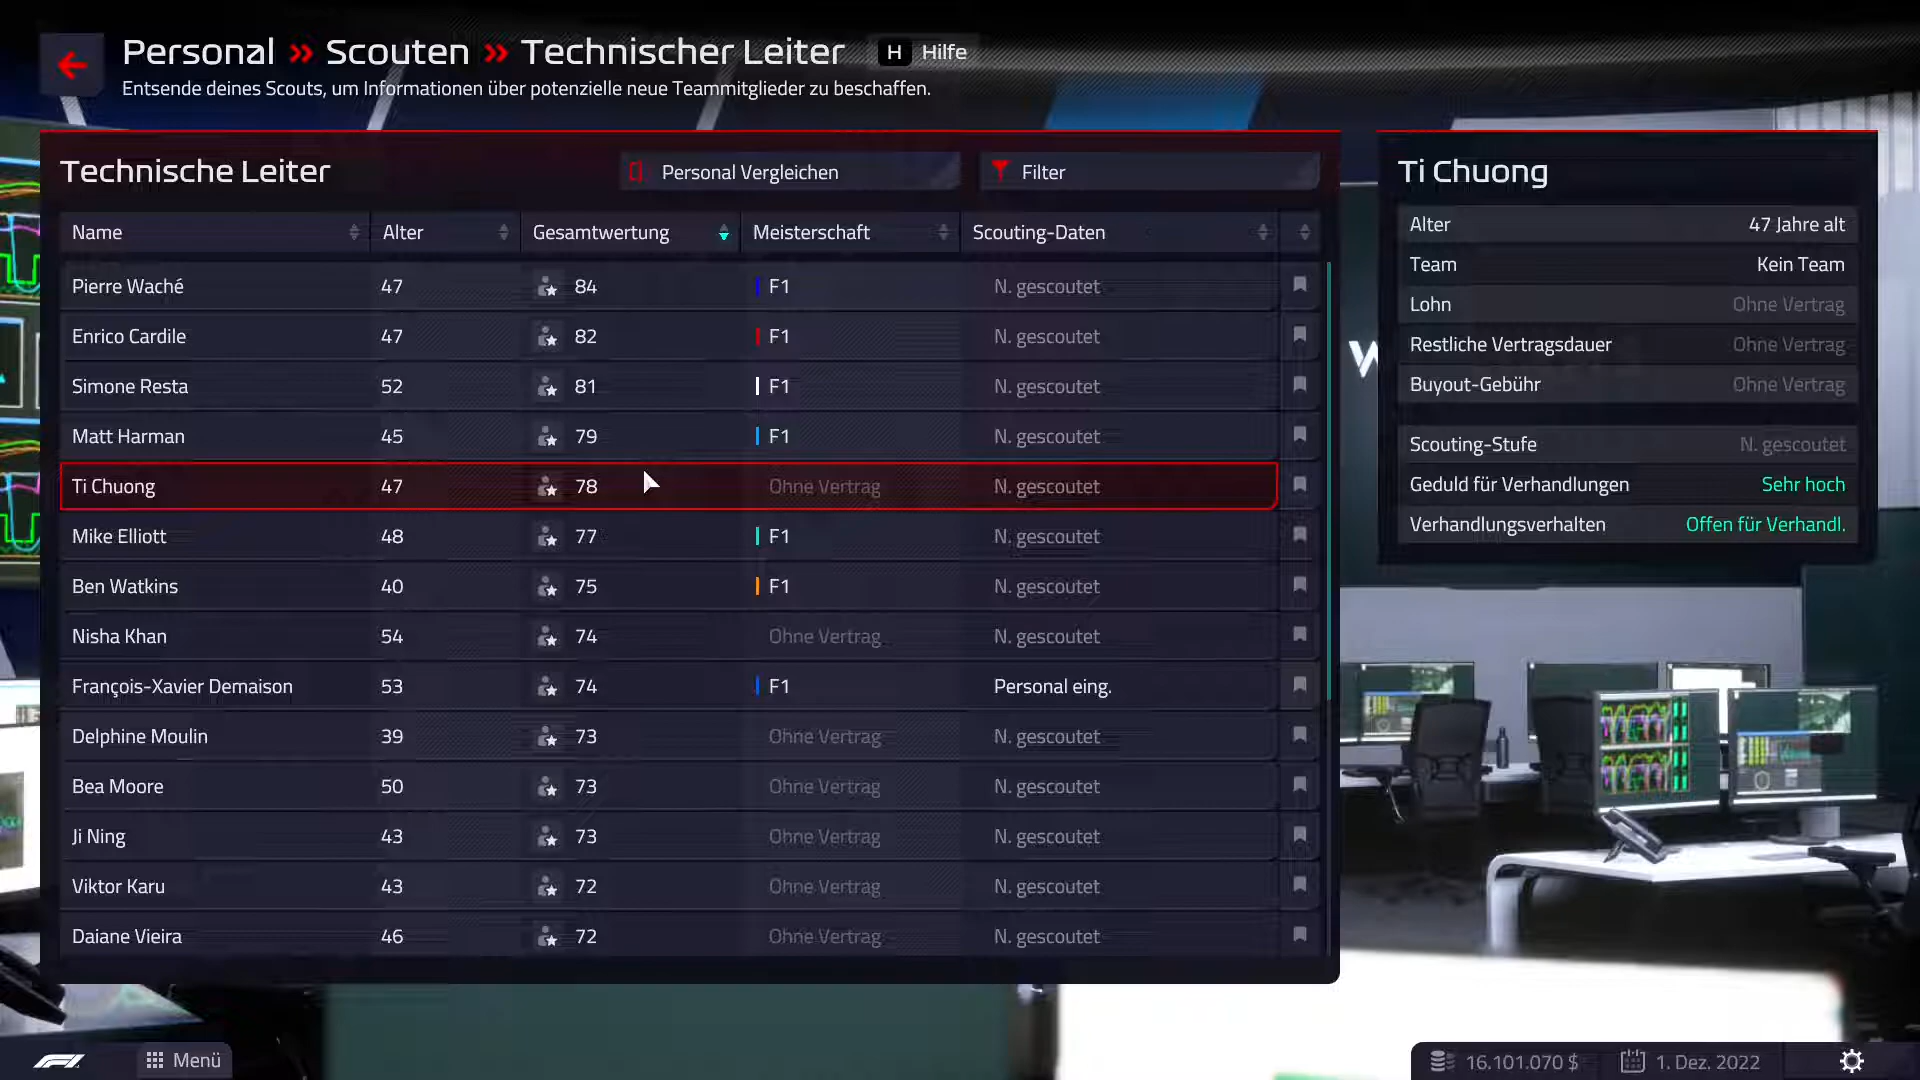 Personal » Scouten » Technischer Leiter H Hilfe
Entsende deines Scouts, um Informationen über potenzielle neue Teammitglieder zu beschaffen.
Technische Leiter Personal Vergleichen Filter
Name Alter Gesamtwertung Meisterschaft Scouting-Daten
Pierre Waché 47 84 F1 N. gescoutet
Enrico Cardile 47 82 F1 N. gescoutet
Simone Resta 52 81 F1 N. gescoutet
Matt Harman 45 79 F1 N. gescoutet
Ti Chuong 47 78 Ohne Vertrag N. gescoutet
Mike Elliott 48 77 F1 N. gescoutet
Ben Watkins 40 75 F1 N. gescoutet
Nisha Khan 54 74 Ohne Vertrag N. gescoutet
François-Xavier Demaison 53 74 F1 Personal eing.
Delphine Moulin 39 73 Ohne Vertrag N. gescoutet
Bea Moore 50 73 Ohne Vertrag N. gescoutet
Ji Ning 43 73 Ohne Vertrag N. gescoutet
Viktor Karu 43 72 Ohne Vertrag N. gescoutet
Daiane Vieira 46 72 Ohne Vertrag N. gescoutet
Ti Chuong
Alter 47 Jahre alt
Team Kein Team
Lohn Ohne Vertrag
Restliche Vertragsdauer Ohne Vertrag
Buyout-Gebühr Ohne Vertrag
Scouting-Stufe N. gescoutet
Geduld für Verhandlungen Sehr hoch
Verhandlungsverhalten Offen für Verhandl.
F1 Menü 16.101.070 $ 1. Dez. 2022